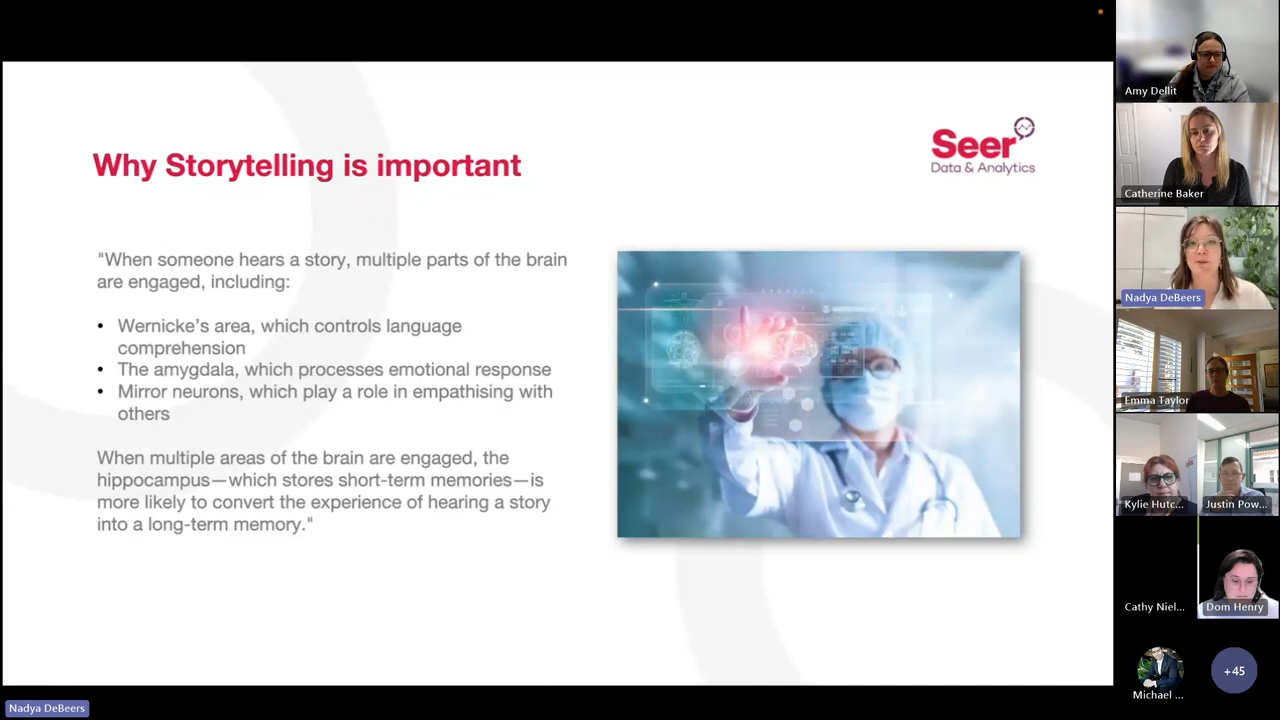 Why Storytelling is important
Seer
Data & Analytics
"When someone hears a story, multiple parts of the brain
are engaged, including:
• Wernicke's area, which controls language
comprehension
• The amygdala, which processes emotional response
• Mirror neurons, which play a role in empathising with
others
When multiple areas of the brain are engaged, the
hippocampus—which stores short-term memories—is
more likely to convert the experience of hearing a story
into a long-term memory."
Amy Dellit
Catherine Baker
Nadya DeBeers
Emma Taylor
Kylie Hutc...
Justin Pow...
Cathy Niel...
Dom Henry
Michael ...
+45
Nadya DeBeers